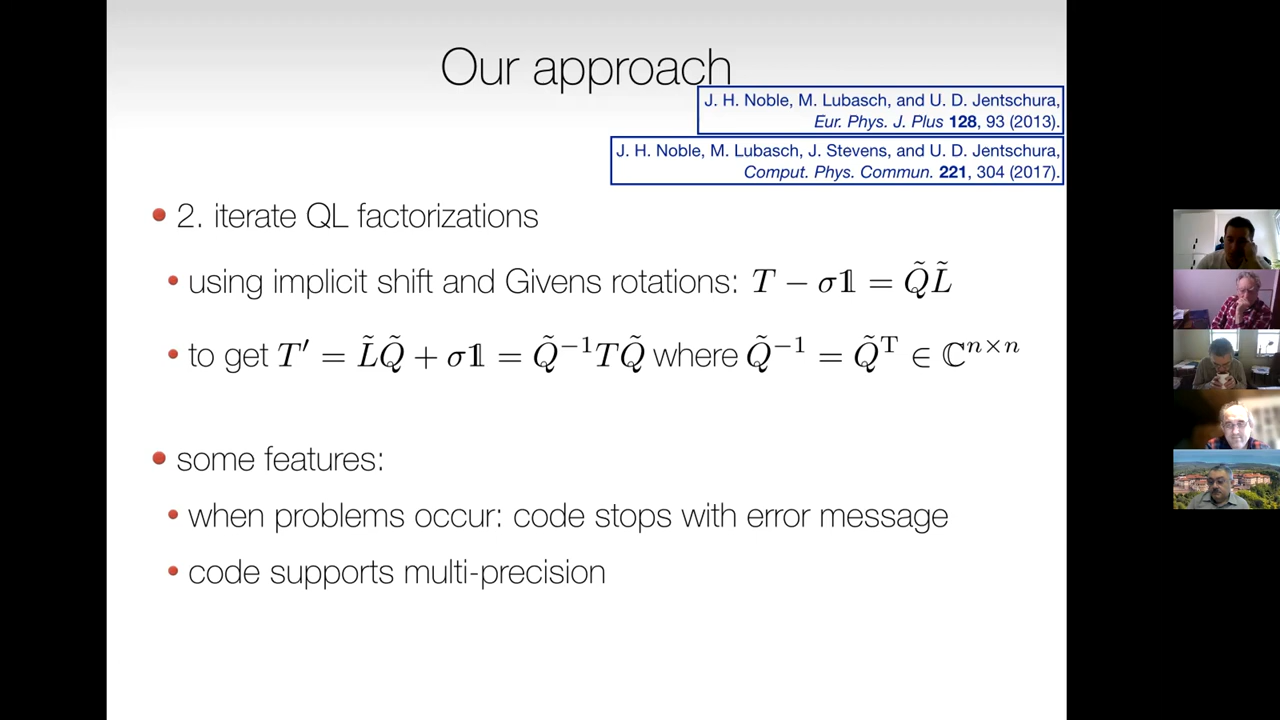 Our approach
J. H. Noble, M. Lubasch, and U. D. Jentschura,
Eur. Phys. J. Plus 128, 93 (2013).
J. H. Noble, M. Lubasch, J. Stevens, and U. D. Jentschura,
Comput. Phys. Commun. 221, 304 (2017).
• 2. iterate QL factorizations
• using implicit shift and Givens rotations: T − σ𝟙 = Q̃L̃
• to get T′ = L̃Q̃ + σ𝟙 = Q̃⁻¹TQ̃ where Q̃⁻¹ = Q̃ᵀ ∈ ℂⁿˣⁿ
• some features:
• when problems occur: code stops with error message
• code supports multi-precision